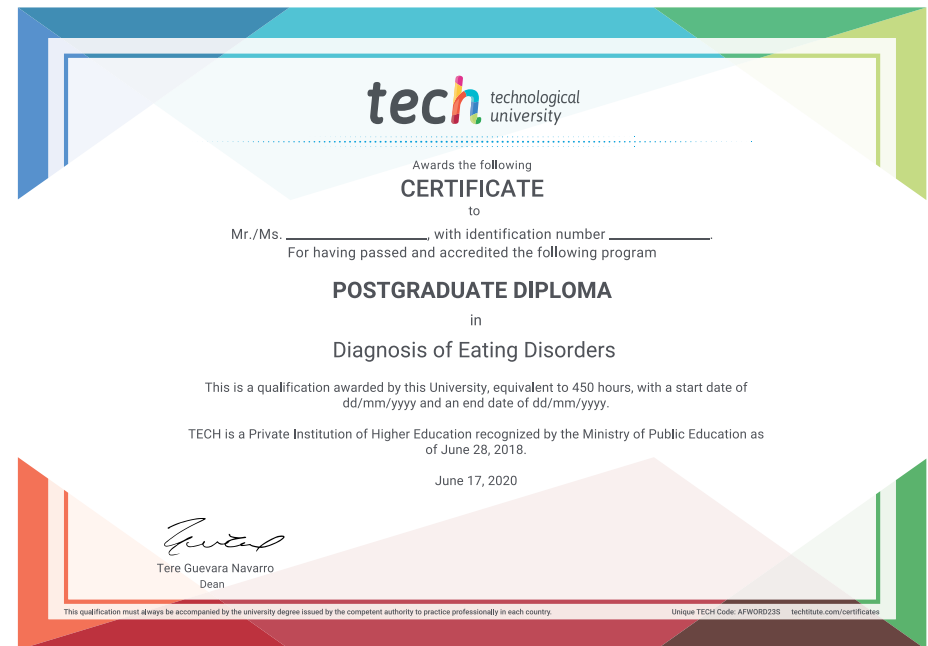 tech technological
university
Awards the following
CERTIFICATE
to
Mr./Ms. ____________________, with identification number ______________.
For having passed and accredited the following program
POSTGRADUATE DIPLOMA
in
Diagnosis of Eating Disorders
This is a qualification awarded by this University, equivalent to 450 hours, with a start date of
dd/mm/yyyy and an end date of dd/mm/yyyy.
TECH is a Private Institution of Higher Education recognized by the Ministry of Public Education as
of June 28, 2018.
June 17, 2020
Tere Guevara Navarro
Dean
This qualification must always be accompanied by the university degree issued by the competent authority to practice professionally in each country.
Unique TECH Code: AFWORD23S techtitute.com/certificates